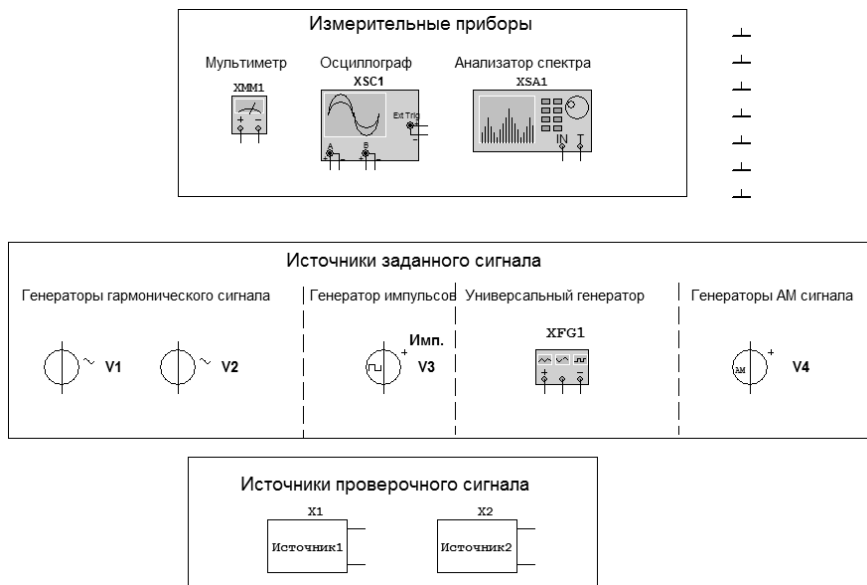 Измерительные приборы
Мультиметр Осциллограф Анализатор спектра
XMM1 XSC1 XSA1
Ext Trig
+
−
+ −
A B
+ − + −
IN T
Источники заданного сигнала
Генераторы гармонического сигнала Генератор импульсов Универсальный генератор Генераторы АМ сигнала
V1 V2
Имп.
+
V3
XFG1
+ −
AM
+
V4
Источники проверочного сигнала
X1 X2
Источник1 Источник2